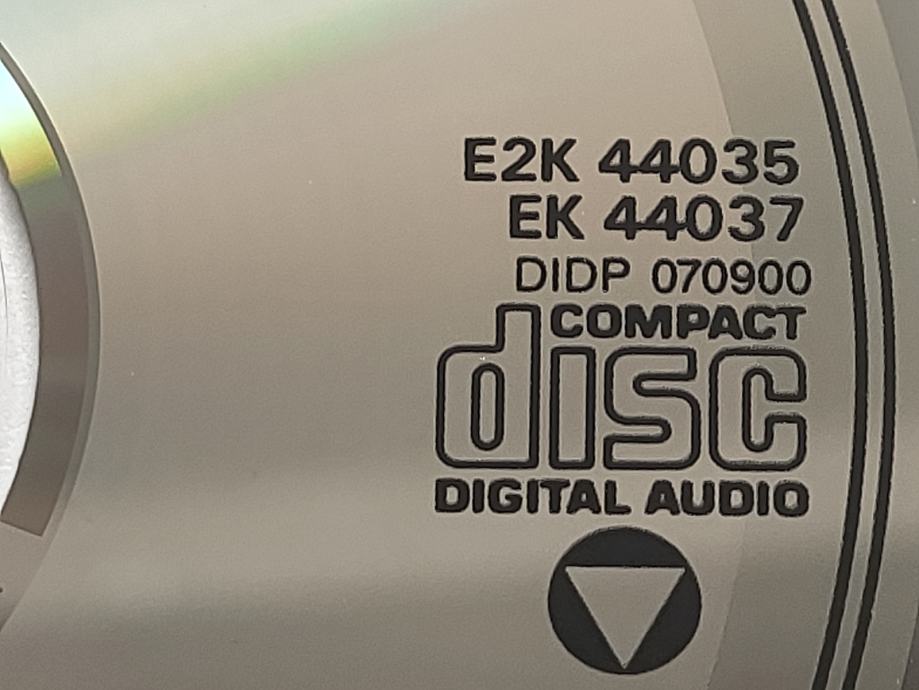 E2K 44035
EK 44037
DIDP 070900
COMPACT
disc
DIGITAL AUDIO